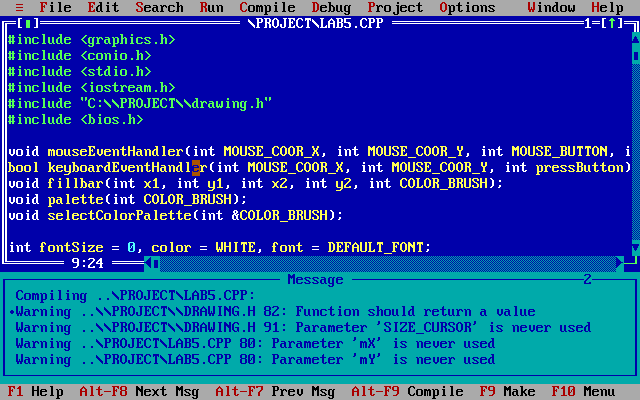 ≡ File Edit Search Run Compile Debug Project Options Window Help
[▮] \PROJECT\LAB5.CPP 1=[↑]
#include <graphics.h>
#include <conio.h>
#include <stdio.h>
#include <iostream.h>
#include "C:\\PROJECT\\drawing.h"
#include <bios.h>
void mouseEventHandler(int MOUSE_COOR_X, int MOUSE_COOR_Y, int MOUSE_BUTTON, i
bool keyboardEventHandler(int MOUSE_COOR_X, int MOUSE_COOR_Y, int pressButton)
void fillbar(int x1, int y1, int x2, int y2, int COLOR_BRUSH);
void palette(int COLOR_BRUSH);
void selectColorPalette(int &COLOR_BRUSH);
int fontSize = 0, color = WHITE, font = DEFAULT_FONT;
9:24
Message 2
Compiling ..\PROJECT\LAB5.CPP:
•Warning ..\\PROJECT\\DRAWING.H 82: Function should return a value
Warning ..\\PROJECT\\DRAWING.H 91: Parameter 'SIZE_CURSOR' is never used
Warning ..\PROJECT\LAB5.CPP 80: Parameter 'mX' is never used
Warning ..\PROJECT\LAB5.CPP 80: Parameter 'mY' is never used
F1 Help Alt-F8 Next Msg Alt-F7 Prev Msg Alt-F9 Compile F9 Make F10 Menu